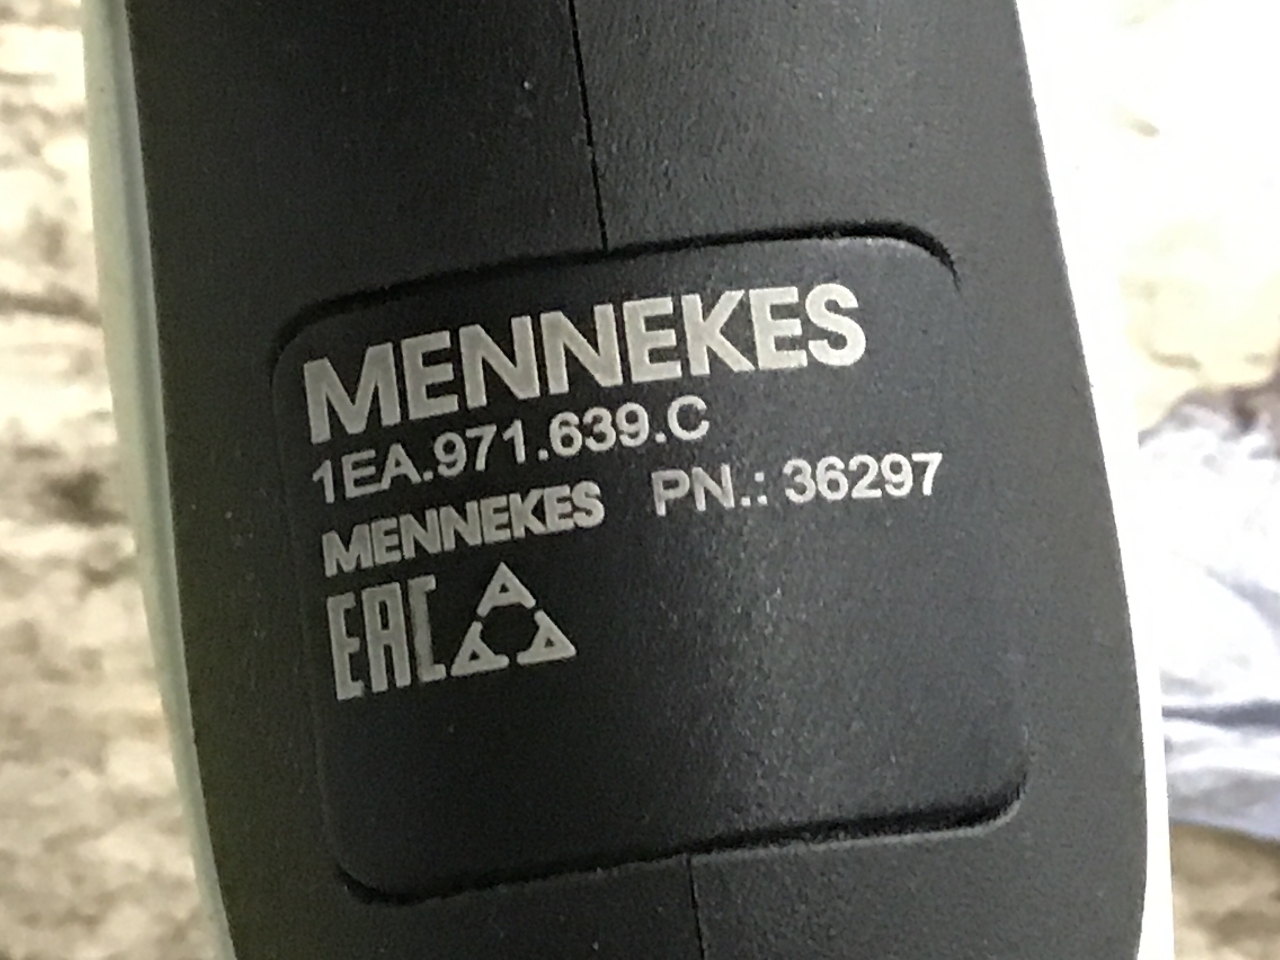 MENNEKES
1EA.971.639.C
MENNEKES PN.: 36297
EAC